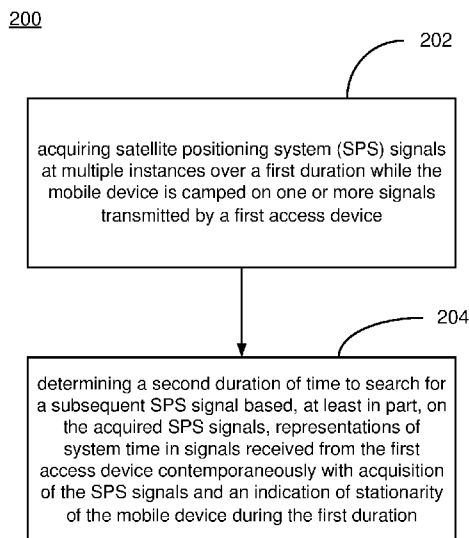 200
202
acquiring satellite positioning system (SPS) signals
at multiple instances over a first duration while the
mobile device is camped on one or more signals
transmitted by a first access device
204
determining a second duration of time to search for
a subsequent SPS signal based, at least in part, on
the acquired SPS signals, representations of
system time in signals received from the first
access device contemporaneously with acquisition
of the SPS signals and an indication of stationarity
of the mobile device during the first duration